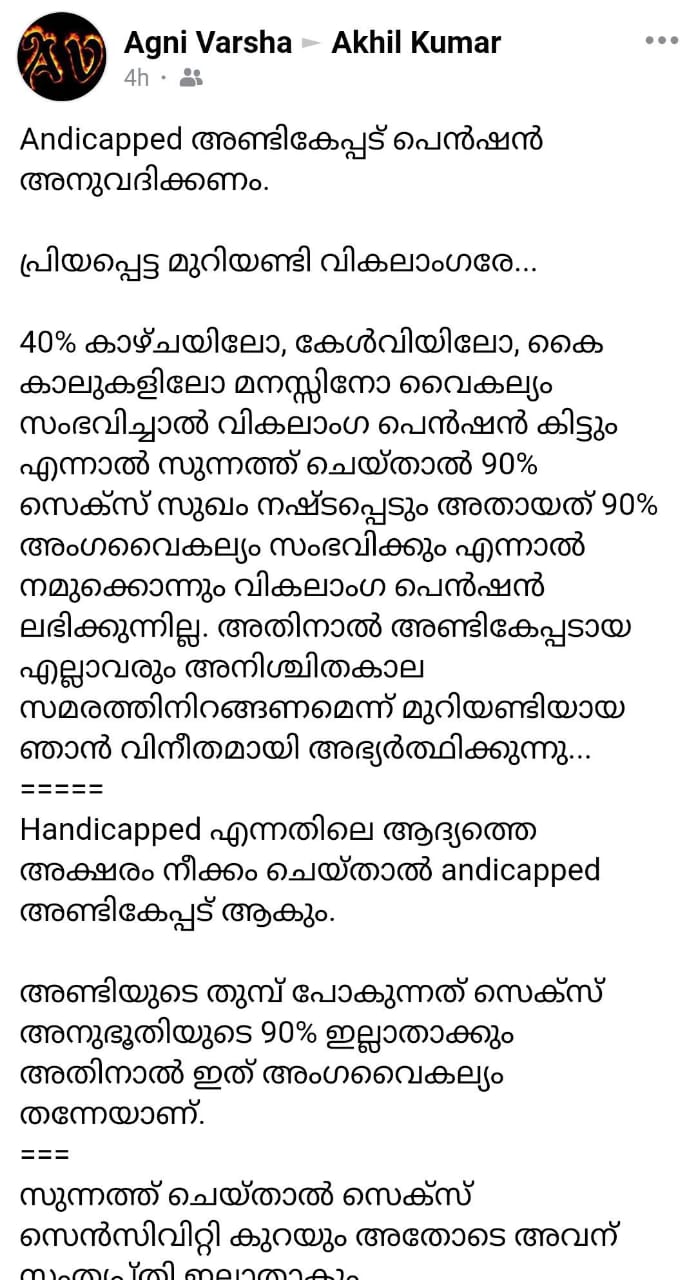 AV
Agni Varsha ► Akhil Kumar
4h ·
Andicapped അണ്ടികേപ്പട് പെൻഷൻ
അനുവദിക്കണം.
പ്രിയപ്പെട്ട മുറിയണ്ടി വികലാംഗരേ...
40% കാഴ്ചയിലോ, കേൾവിയിലോ, കൈ
കാലുകളിലോ മനസ്സിനോ വൈകല്യം
സംഭവിച്ചാൽ വികലാംഗ പെൻഷൻ കിട്ടും
എന്നാൽ സുന്നത്ത് ചെയ്താൽ 90%
സെക്സ് സുഖം നഷ്ടപ്പെടും അതായത് 90%
അംഗവൈകല്യം സംഭവിക്കും എന്നാൽ
നമുക്കൊന്നും വികലാംഗ പെൻഷൻ
ലഭിക്കുന്നില്ല. അതിനാൽ അണ്ടികേപ്പടായ
എല്ലാവരും അനിശ്ചിതകാല
സമരത്തിനിറങ്ങണമെന്ന് മുറിയണ്ടിയായ
ഞാൻ വിനീതമായി അഭ്യർത്ഥിക്കുന്നു...
=====
Handicapped എന്നതിലെ ആദ്യത്തെ
അക്ഷരം നീക്കം ചെയ്താൽ andicapped
അണ്ടികേപ്പട് ആകും.
അണ്ടിയുടെ തുമ്പ് പോകുന്നത് സെക്സ്
അനുഭൂതിയുടെ 90% ഇല്ലാതാക്കും
അതിനാൽ ഇത് അംഗവൈകല്യം
തന്നേയാണ്.
===
സുന്നത്ത് ചെയ്താൽ സെക്സ്
സെൻസിവിറ്റി കുറയും അതോടെ അവന്
സംതൃപ്തി ഇല്ലാതാകും